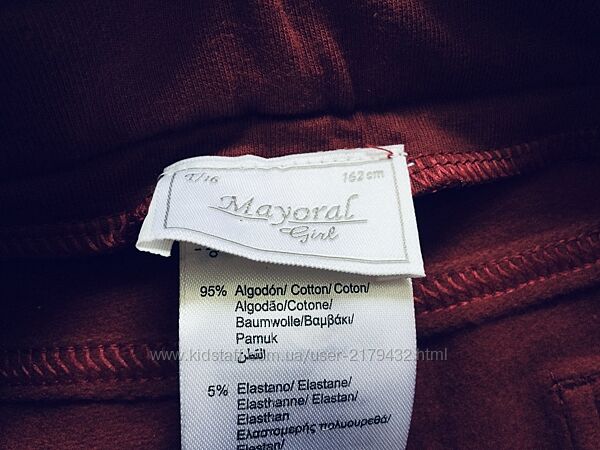 T/16 162cm
Mayoral
Girl
95% Algodón/ Cotton/ Coton/
Algodão/Cotone/
Baumwolle/Βαμβάκι/
Pamuk
القطن
www.kidstaff.com.ua/user-2179432.html
5% Elastano/ Elastane/
Elasthanne/ Elastan/
Elasthan
Ελαστομερής πολυουρεθά/
Elastan/